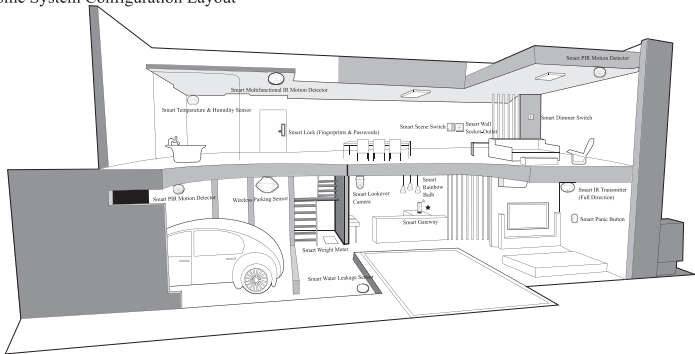 System Configuration Layout
Smart PIR Motion Detector
Smart Multifunctional IR Motion Detector
Smart Temperature & Humidity Sensor
Smart Lock (Fingerprints & Passwords)
Smart Scene Switch
Smart Wall
Socket-Outlet
Smart Dimmer Switch
Smart PIR Motion Detector
Wireless Parking Sensor
Smart Lookever
Camera
Smart
Rainbow
Bulb
Smart IR Transmitter
(Full Direction)
Smart Gateway
Smart Panic Button
Smart Weight Meter
Smart Water Leakage Sensor